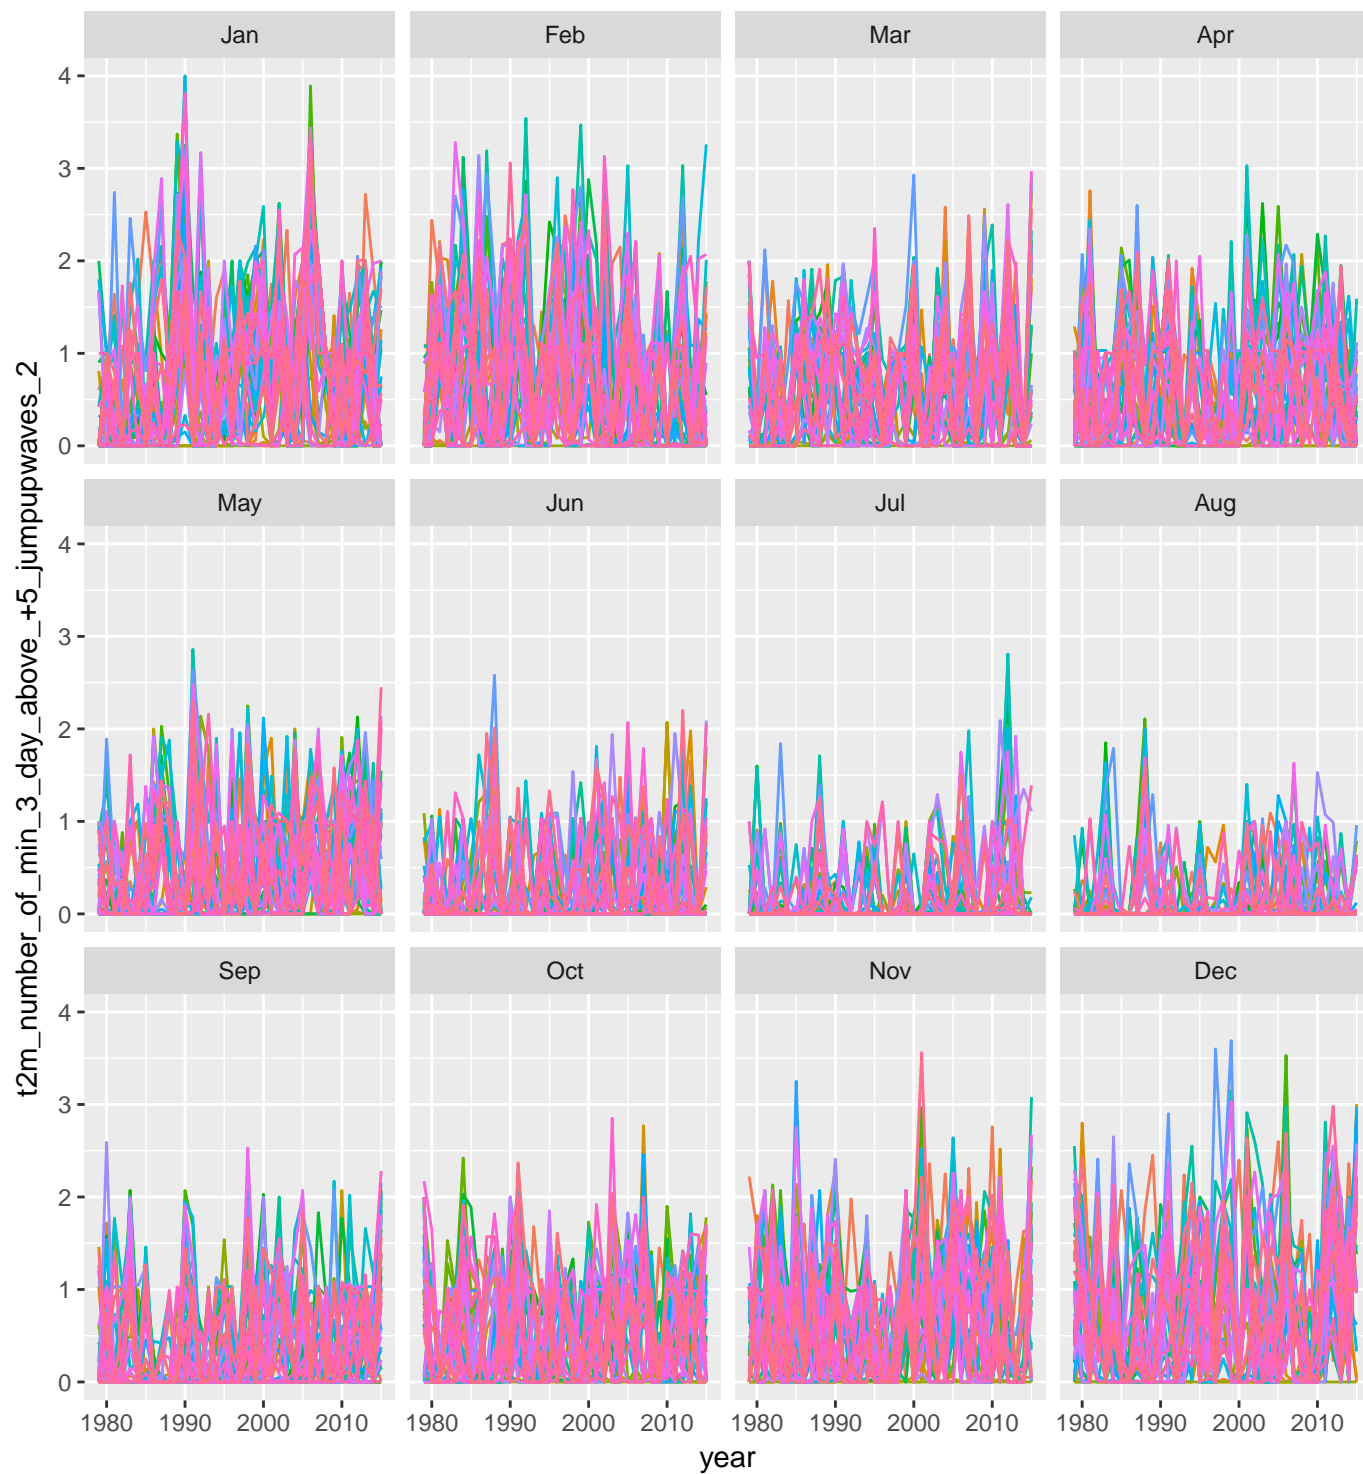 Jan Feb Mar Apr
4
3
2
1
0
May Jun Jul Aug
4
3
2
1
0
Sep Oct Nov Dec
4
3
2
1
0
1980 1990 2000 2010 1980 1990 2000 2010 1980 1990 2000 2010 1980 1990 2000 2010
year
t2m_number_of_min_3_day_above_+5_jumpupwaves_2